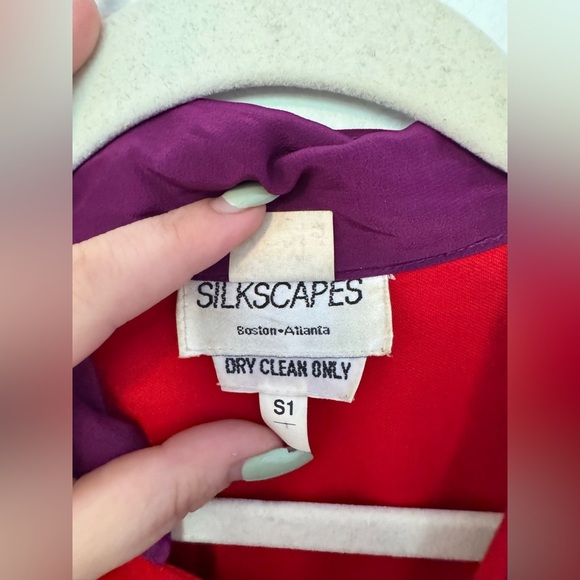 SILKSCAPES
Boston•Atlanta
DRY CLEAN ONLY
S1